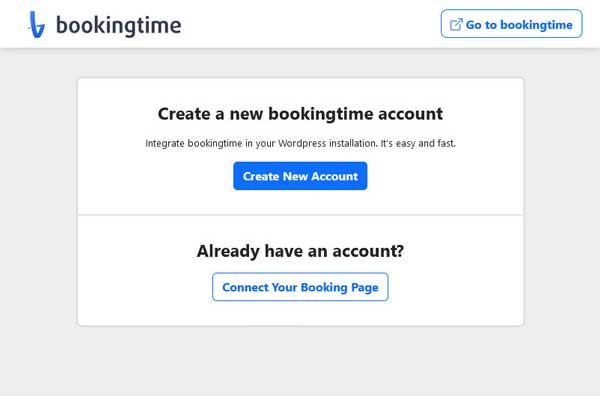 bookingtime
Go to bookingtime
Create a new bookingtime account
Integrate bookingtime in your Wordpress installation. It's easy and fast.
Create New Account
Already have an account?
Connect Your Booking Page